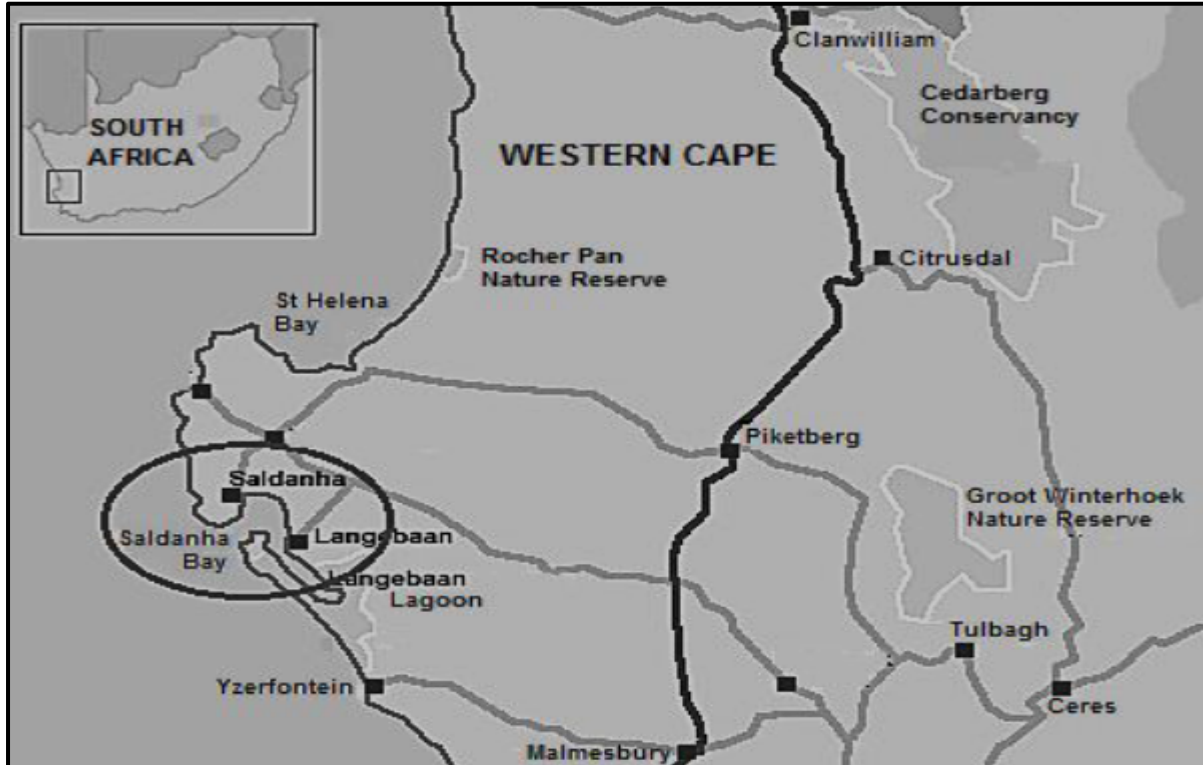 Clanwilliam
Cedarberg
Conservancy
SOUTH
AFRICA
WESTERN CAPE
Rocher Pan
Nature Reserve
Citrusdal
St Helena
Bay
Piketberg
Saldanha
Groot Winterhoek
Nature Reserve
Saldanha
Bay
Langebaan
Langebaan
Lagoon
Tulbagh
Yzerfontein
Ceres
Malmesbury